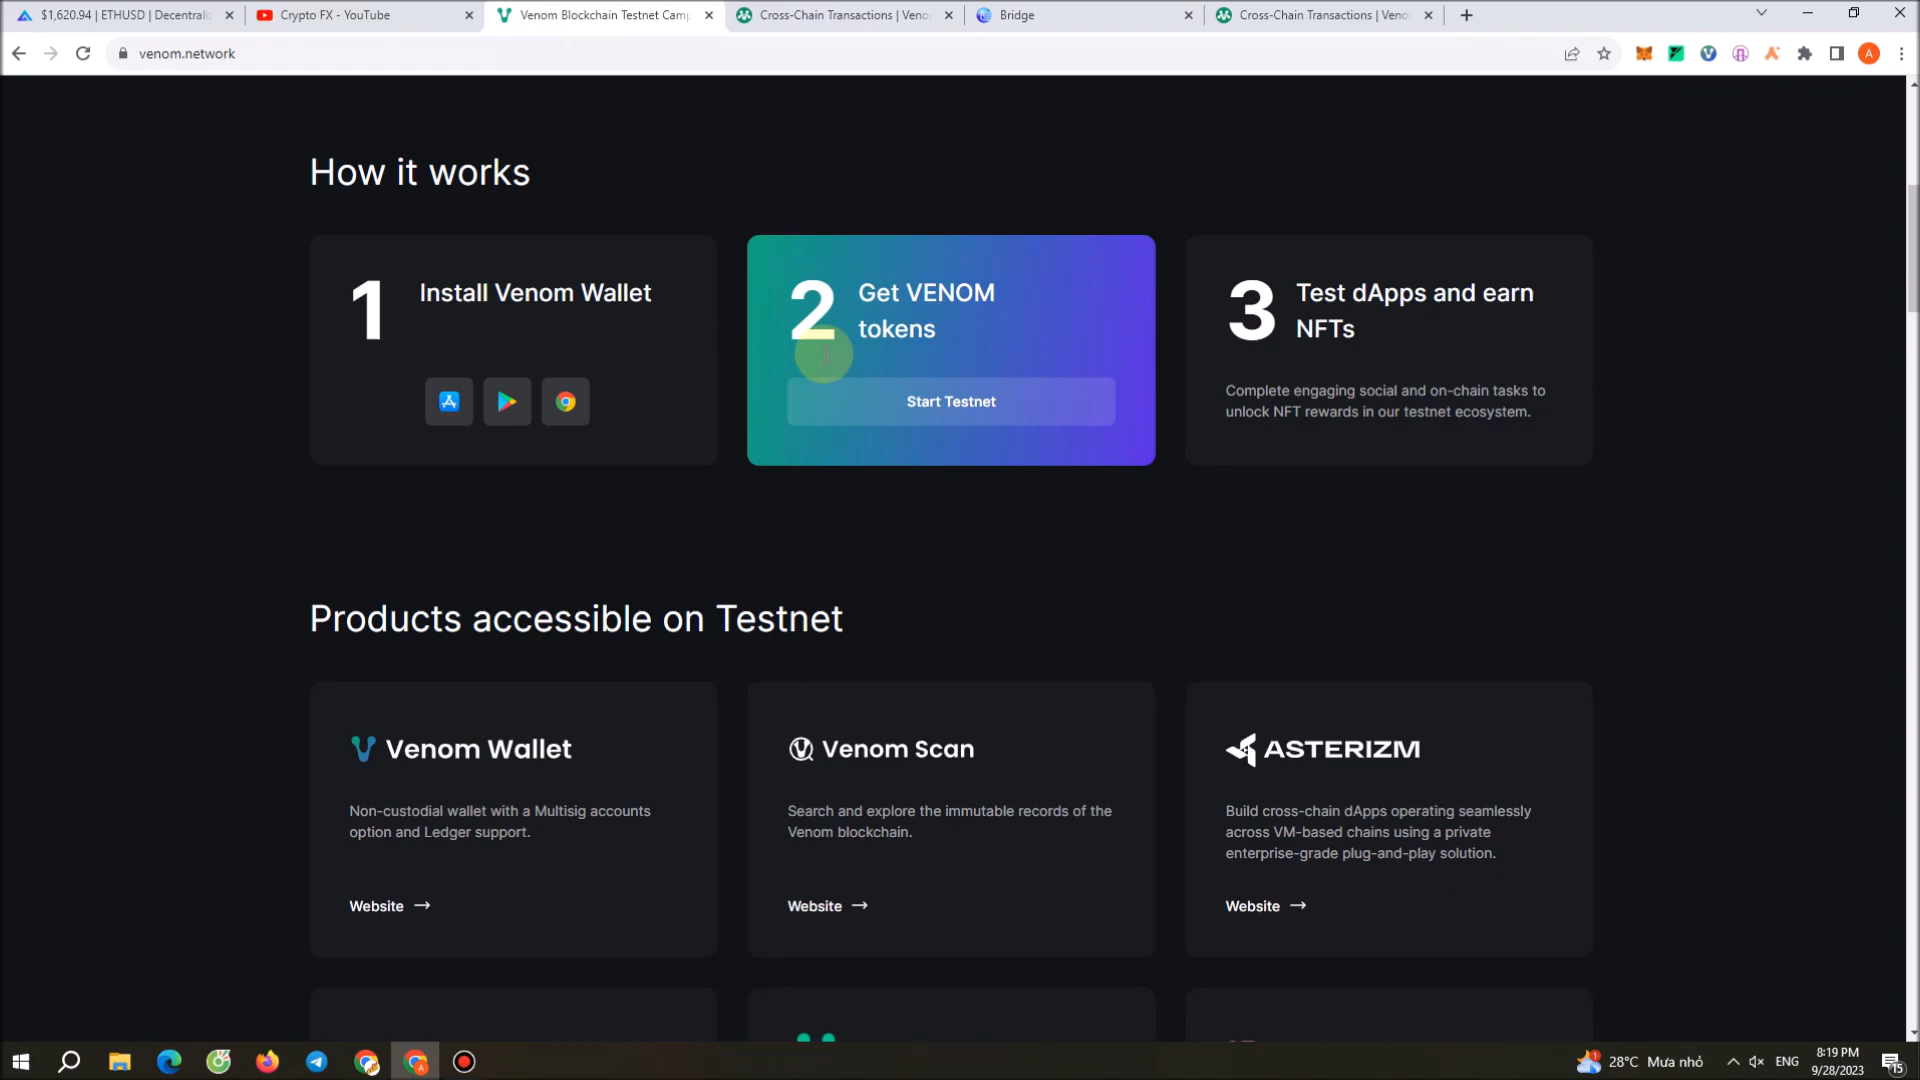 $1,620.94 | ETHUSD | Decentrali
Crypto FX - YouTube
Venom Blockchain Testnet Camp
Cross-Chain Transactions | Veno
Bridge
Cross-Chain Transactions | Veno
venom.network
A
How it works
1
Install Venom Wallet
2
Get VENOM
tokens
Start Testnet
3
Test dApps and earn
NFTs
Complete engaging social and on-chain tasks to
unlock NFT rewards in our testnet ecosystem.
Products accessible on Testnet
Venom Wallet
Non-custodial wallet with a Multisig accounts
option and Ledger support.
Website →
Venom Scan
Search and explore the immutable records of the
Venom blockchain.
Website →
ASTERIZM
Build cross-chain dApps operating seamlessly
across VM-based chains using a private
enterprise-grade plug-and-play solution.
Website →
28°C Mưa nhỏ
ENG
8:19 PM
9/28/2023
15